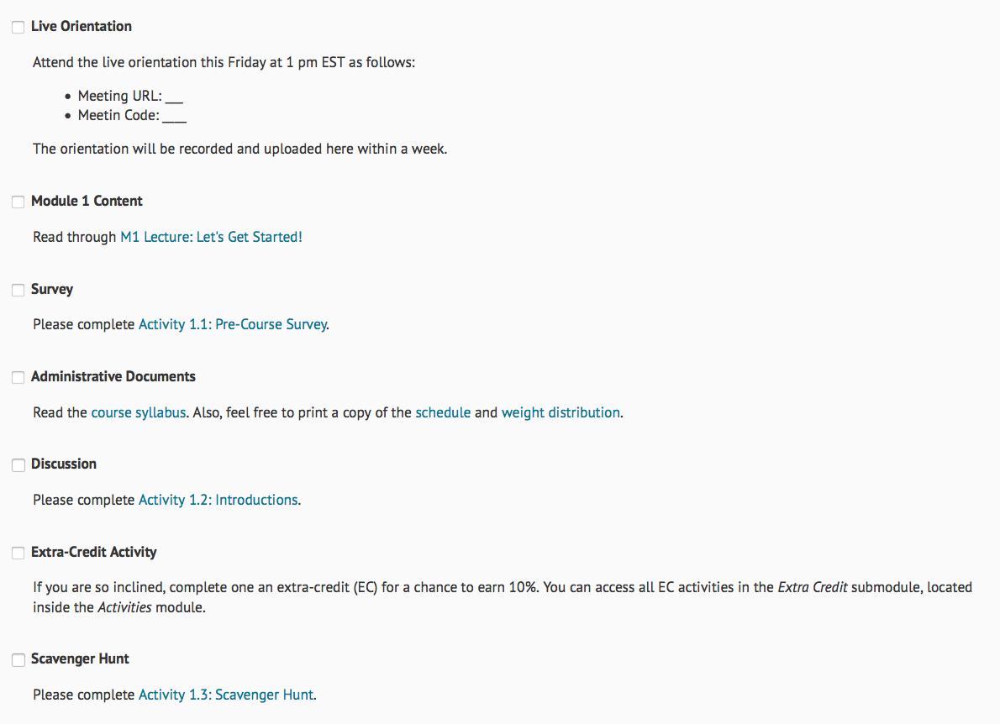 Live Orientation
Attend the live orientation this Friday at 1 pm EST as follows:
• Meeting URL: ___
• Meetin Code: ____
The orientation will be recorded and uploaded here within a week.
Module 1 Content
Read through M1 Lecture: Let's Get Started!
Survey
Please complete Activity 1.1: Pre-Course Survey.
Administrative Documents
Read the course syllabus. Also, feel free to print a copy of the schedule and weight distribution.
Discussion
Please complete Activity 1.2: Introductions.
Extra-Credit Activity
If you are so inclined, complete one an extra-credit (EC) for a chance to earn 10%. You can access all EC activities in the Extra Credit submodule, located
inside the Activities module.
Scavenger Hunt
Please complete Activity 1.3: Scavenger Hunt.